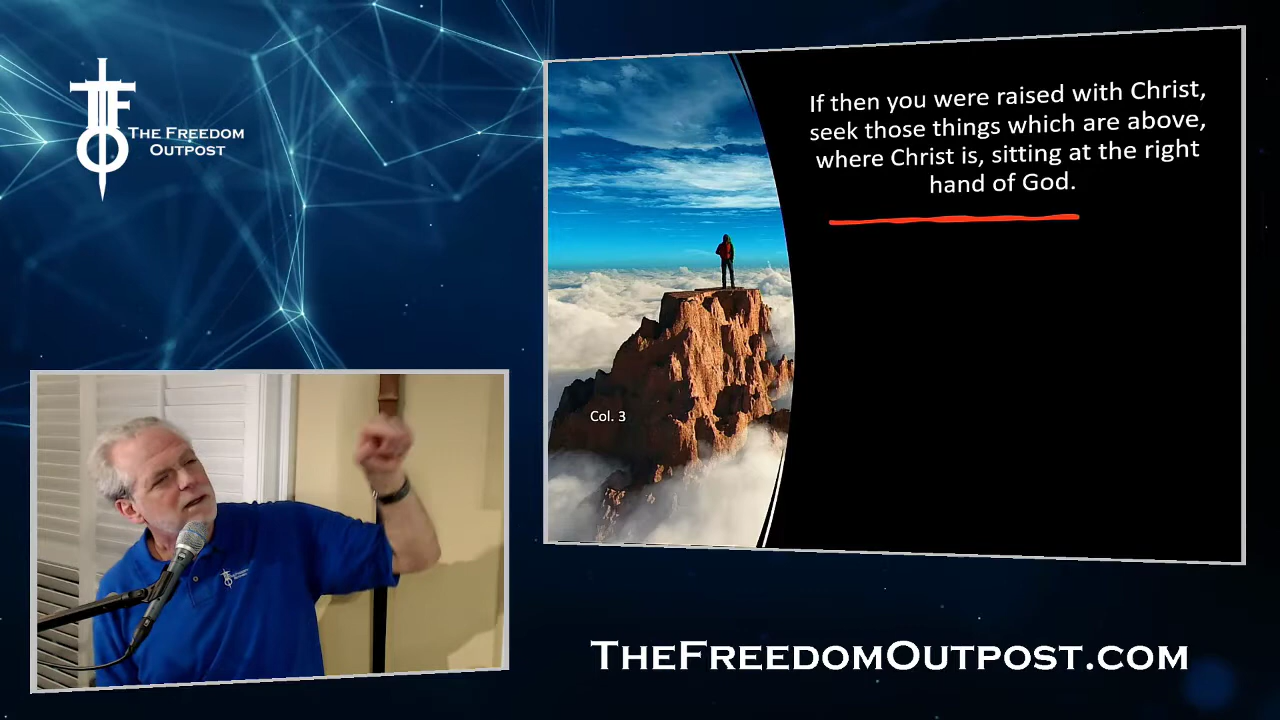 The Freedom
Outpost
If then you were raised with Christ,
seek those things which are above,
where Christ is, sitting at the right
hand of God.
Col. 3
TheFreedomOutpost.com